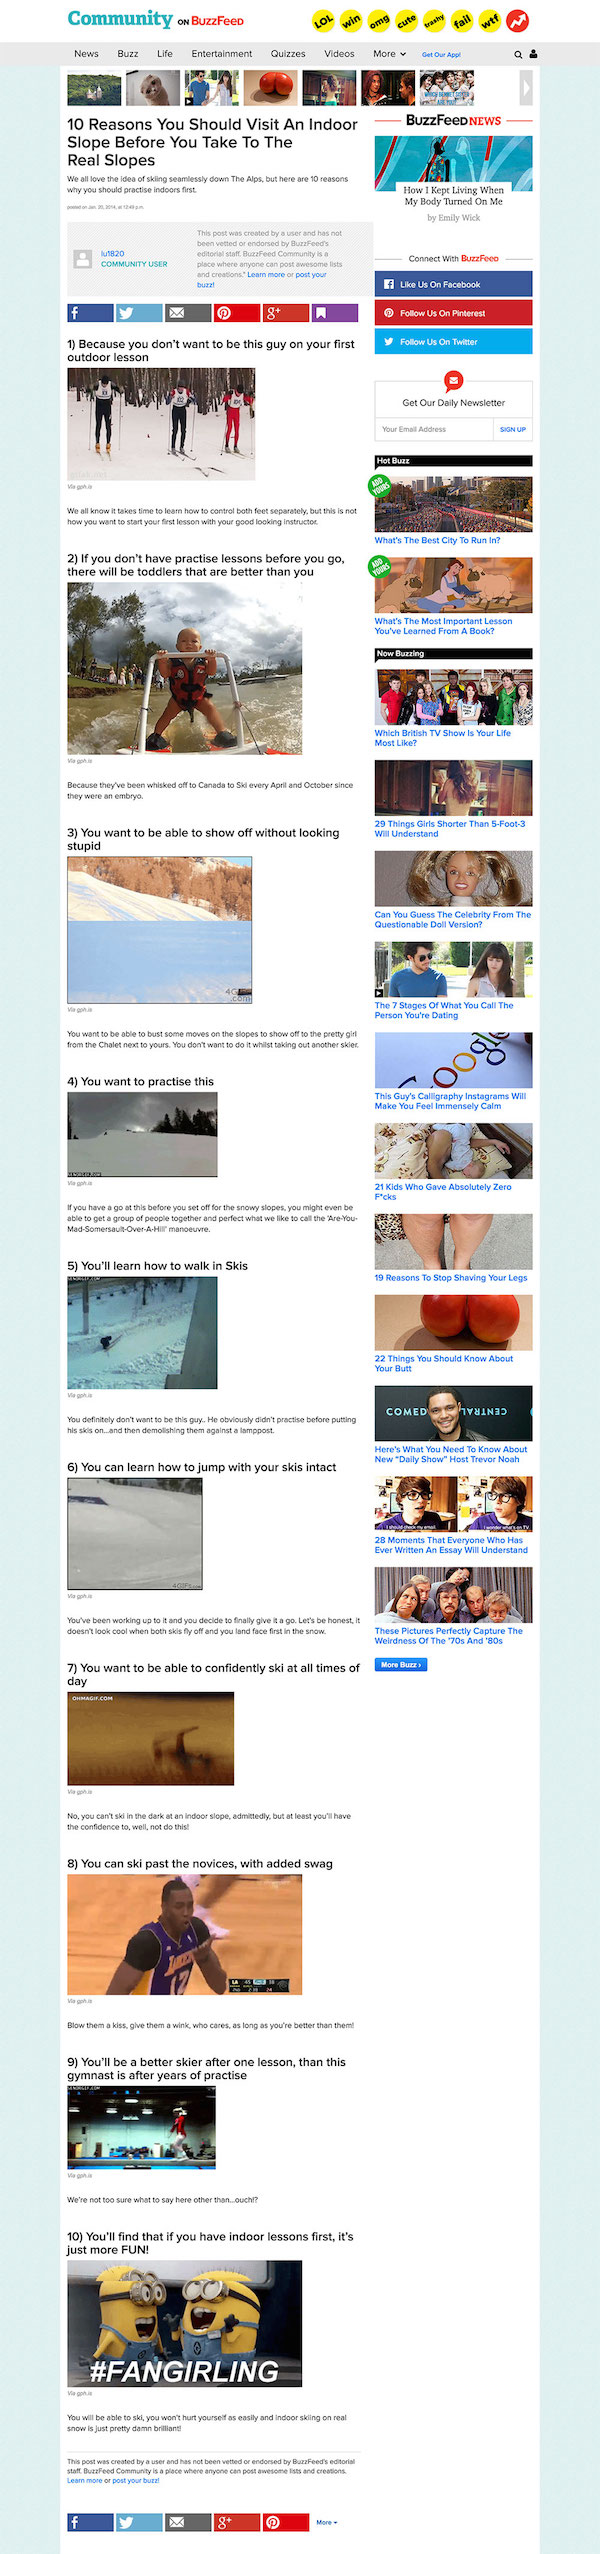 Community ON BuzzFeed
LOL win omg cute trashy fail wtf
News Buzz Life Entertainment Quizzes Videos More Get Our App!
10 Reasons You Should Visit An Indoor
Slope Before You Take To The
Real Slopes
We all love the idea of skiing seamlessly down The Alps, but here are 10 reasons
why you should practise indoors first.
posted on Jan. 20, 2014, at 12:49 p.m.
lu1820
COMMUNITY USER
This post was created by a user and has not
been vetted or endorsed by BuzzFeed's
editorial staff. BuzzFeed Community is a
place where anyone can post awesome lists
and creations." Learn more or post your
buzz!
1) Because you don't want to be this guy on your first
outdoor lesson
Via gph.is
We all know it takes time to learn how to control both feet separately, but this is not
how you want to start your first lesson with your good looking instructor.
2) If you don't have practise lessons before you go,
there will be toddlers that are better than you
Via gph.is
Because they've been whisked off to Canada to Ski every April and October since
they were an embryo.
3) You want to be able to show off without looking
stupid
4GIFs
.com
Via gph.is
You want to be able to bust some moves on the slopes to show off to the pretty girl
from the Chalet next to yours. You don't want to do it whilst taking out another skier.
4) You want to practise this
Via gph.is
If you have a go at this before you set off for the snowy slopes, you might even be
able to get a group of people together and perfect what we like to call the 'Are-You-
Mad-Somersault-Over-A-Hill' manoeuvre.
5) You'll learn how to walk in Skis
Via gph.is
You definitely don't want to be this guy.. He obviously didn't practise before putting
his skis on...and then demolishing them against a lamppost.
6) You can learn how to jump with your skis intact
4GIFs.com
Via gph.is
You've been working up to it and you decide to finally give it a go. Let's be honest, it
doesn't look cool when both skis fly off and you land face first in the snow.
7) You want to be able to confidently ski at all times of
day
OHMAGIF.COM
Via gph.is
No, you can't ski in the dark at an indoor slope, admittedly, but at least you'll have
the confidence to, well, not do this!
8) You can ski past the novices, with added swag
Via gph.is
Blow them a kiss, give them a wink, who cares, as long as you're better than them!
9) You'll be a better skier after one lesson, than this
gymnast is after years of practise
Via gph.is
We're not too sure what to say here other than...ouch!?
10) You'll find that if you have indoor lessons first, it's
just more FUN!
#FANGIRLING
Via gph.is
You will be able to ski, you won't hurt yourself as easily and indoor skiing on real
snow is just pretty damn brilliant!
This post was created by a user and has not been vetted or endorsed by BuzzFeed's editorial
staff. BuzzFeed Community is a place where anyone can post awesome lists and creations.
Learn more or post your buzz!
More
BUZZFEED NEWS
How I Kept Living When
My Body Turned On Me
by Emily Wick
Connect With BuzzFeed
Like Us On Facebook
Follow Us On Pinterest
Follow Us On Twitter
Get Our Daily Newsletter
Your Email Address SIGN UP
Hot Buzz
ADD YOURS
What's The Best City To Run In?
ADD YOURS
What's The Most Important Lesson
You've Learned From A Book?
Now Buzzing
Which British TV Show Is Your Life
Most Like?
29 Things Girls Shorter Than 5-Foot-3
Will Understand
Can You Guess The Celebrity From The
Questionable Doll Version?
The 7 Stages Of What You Call The
Person You're Dating
This Guy's Calligraphy Instagrams Will
Make You Feel Immensely Calm
21 Kids Who Gave Absolutely Zero
F*cks
19 Reasons To Stop Shaving Your Legs
22 Things You Should Know About
Your Butt
Here's What You Need To Know About
New "Daily Show" Host Trevor Noah
I should check my email. I wonder what's on TV
28 Moments That Everyone Who Has
Ever Written An Essay Will Understand
These Pictures Perfectly Capture The
Weirdness Of The '70s And '80s
More Buzz ›